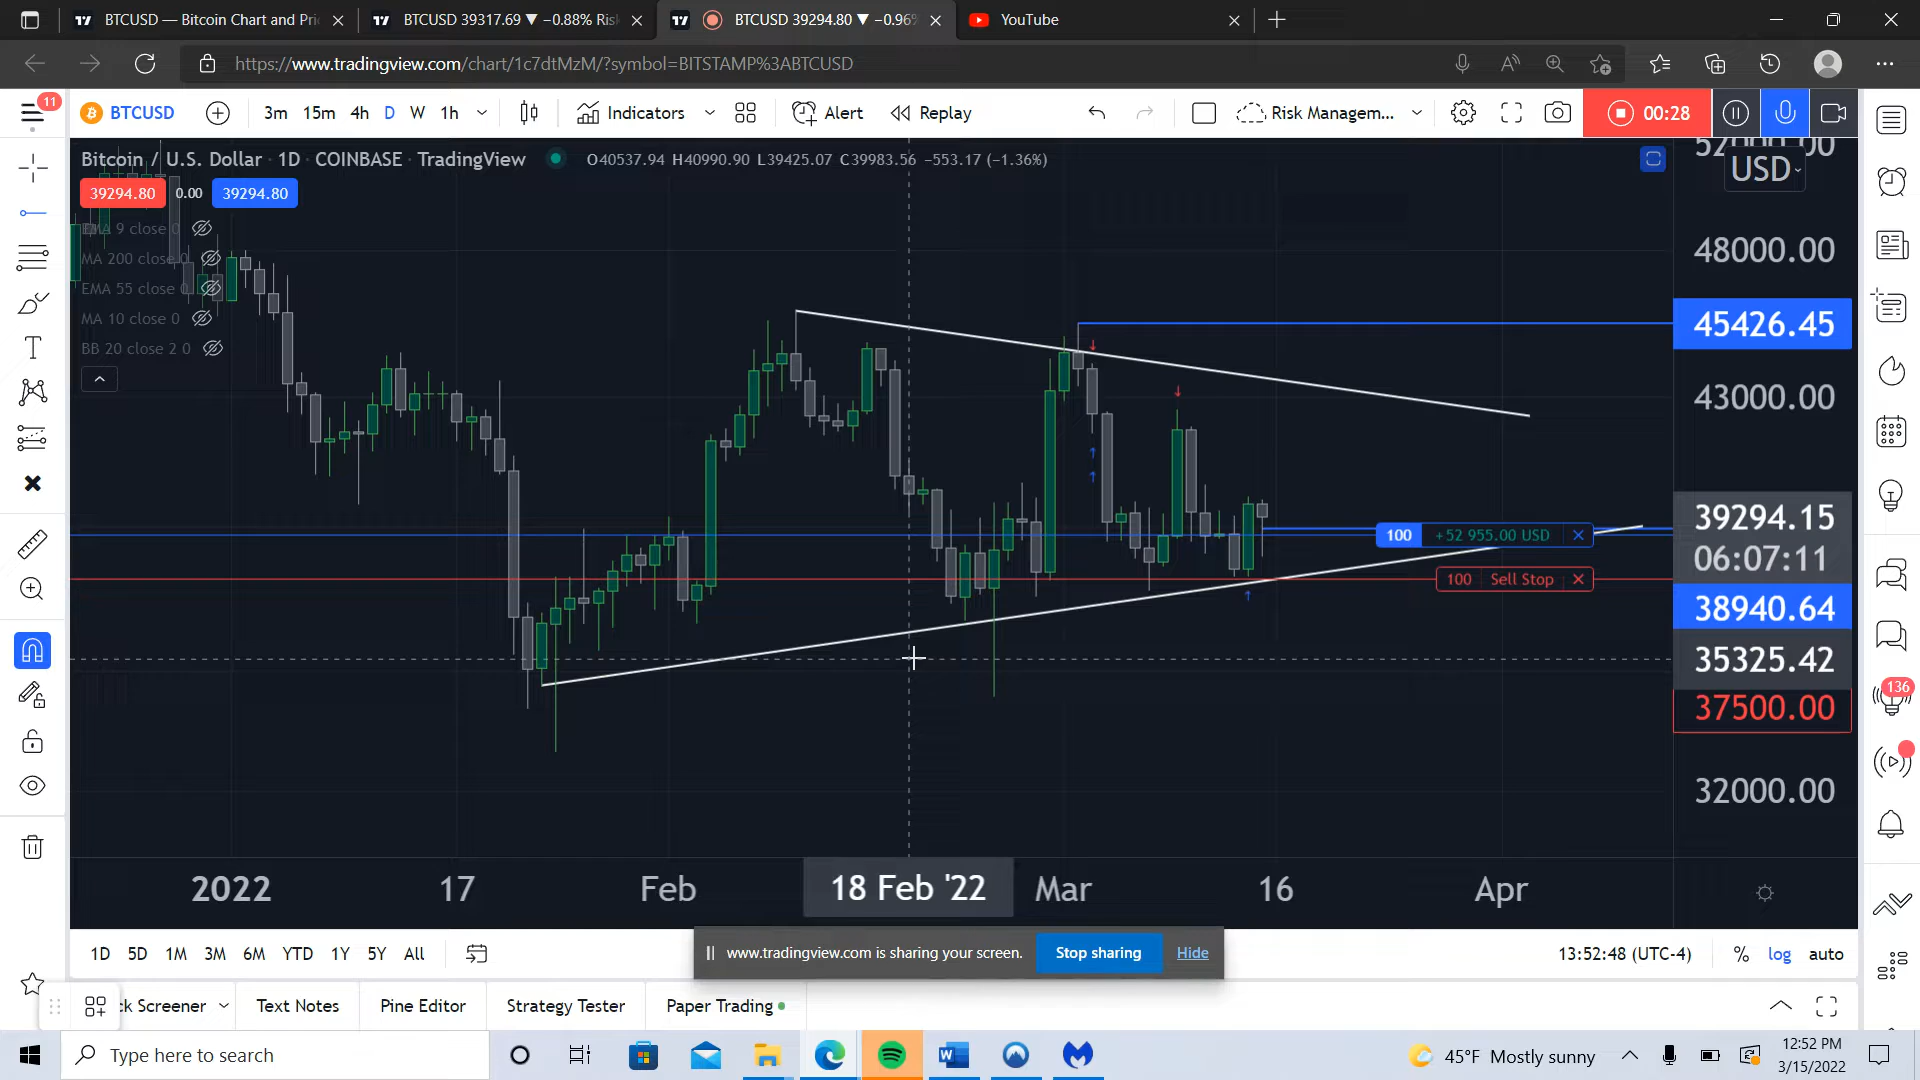 BTCUSD — Bitcoin Chart and Pri
BTCUSD 39317.69 ▼ −0.88% Ris
BTCUSD 39294.80 ▼ −0.96%
YouTube
https://www.tradingview.com/chart/1c7dtMzM/?symbol=BITSTAMP%3ABTCUSD
11
BTCUSD
3m 15m 4h D W 1h
Indicators
Alert
Replay
Risk Managem...
00:28
Bitcoin / U.S. Dollar · 1D · COINBASE · TradingView
O40537.94 H40990.90 L39425.07 C39983.56 −553.17 (−1.36%)
39294.80 0.00 39294.80
EMA 9 close 0
MA 200 close 0
EMA 55 close 0
MA 10 close 0
BB 20 close 2 0
USD
48000.00
45426.45
43000.00
39294.15
06:07:11
38940.64
35325.42
37500.00
32000.00
100 +52 955.00 USD
100 Sell Stop
136
2022 17 Feb 18 Feb '22 Mar 16 Apr
1D 5D 1M 3M 6M YTD 1Y 5Y All
www.tradingview.com is sharing your screen. Stop sharing Hide
13:52:48 (UTC-4) % log auto
ck Screener Text Notes Pine Editor Strategy Tester Paper Trading
Type here to search
45°F Mostly sunny
12:52 PM
3/15/2022